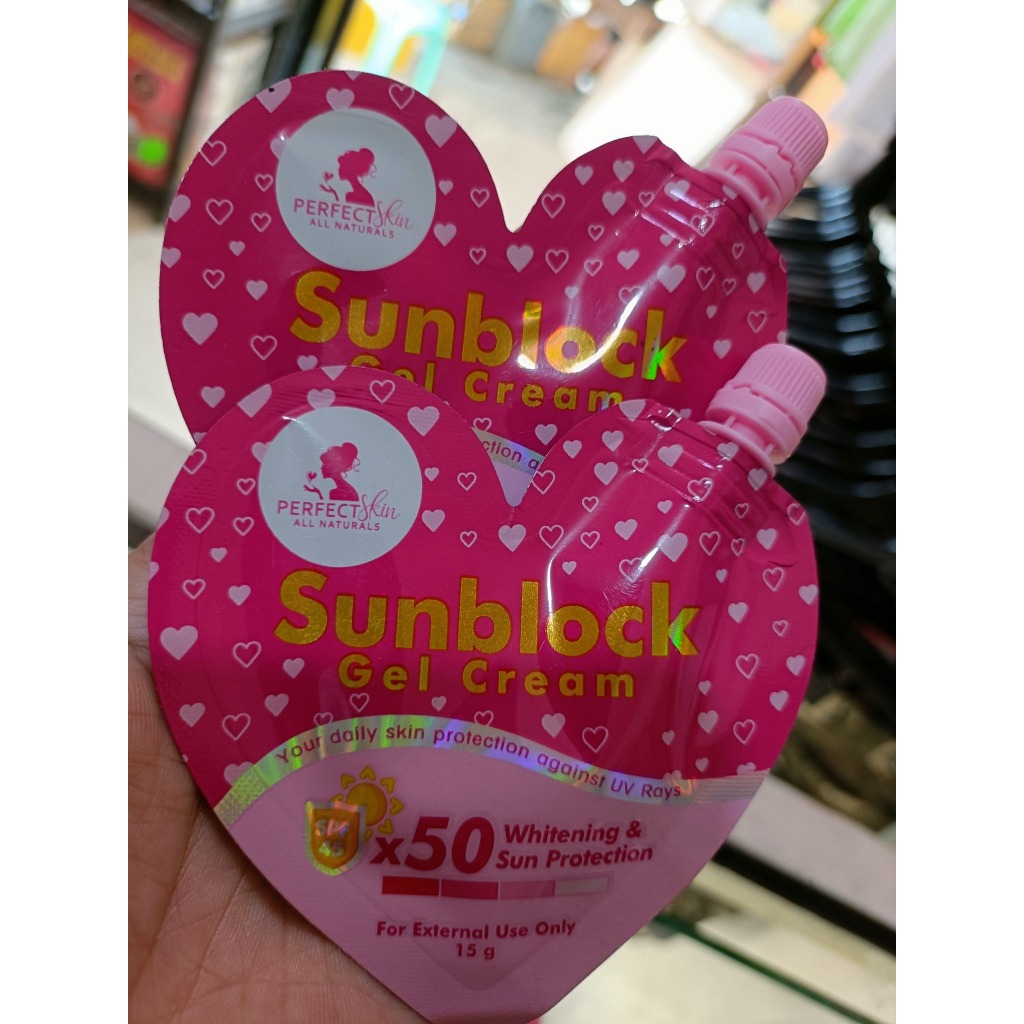 PERFECT Skin
ALL NATURALS
Sunblock
Gel Cream
ction a
PERFECT Skin
ALL NATURALS
Sunblock
Gel Cream
Your daily skin protection against UV Rays
x50
Whitening &
Sun Protection
For External Use Only
15 g